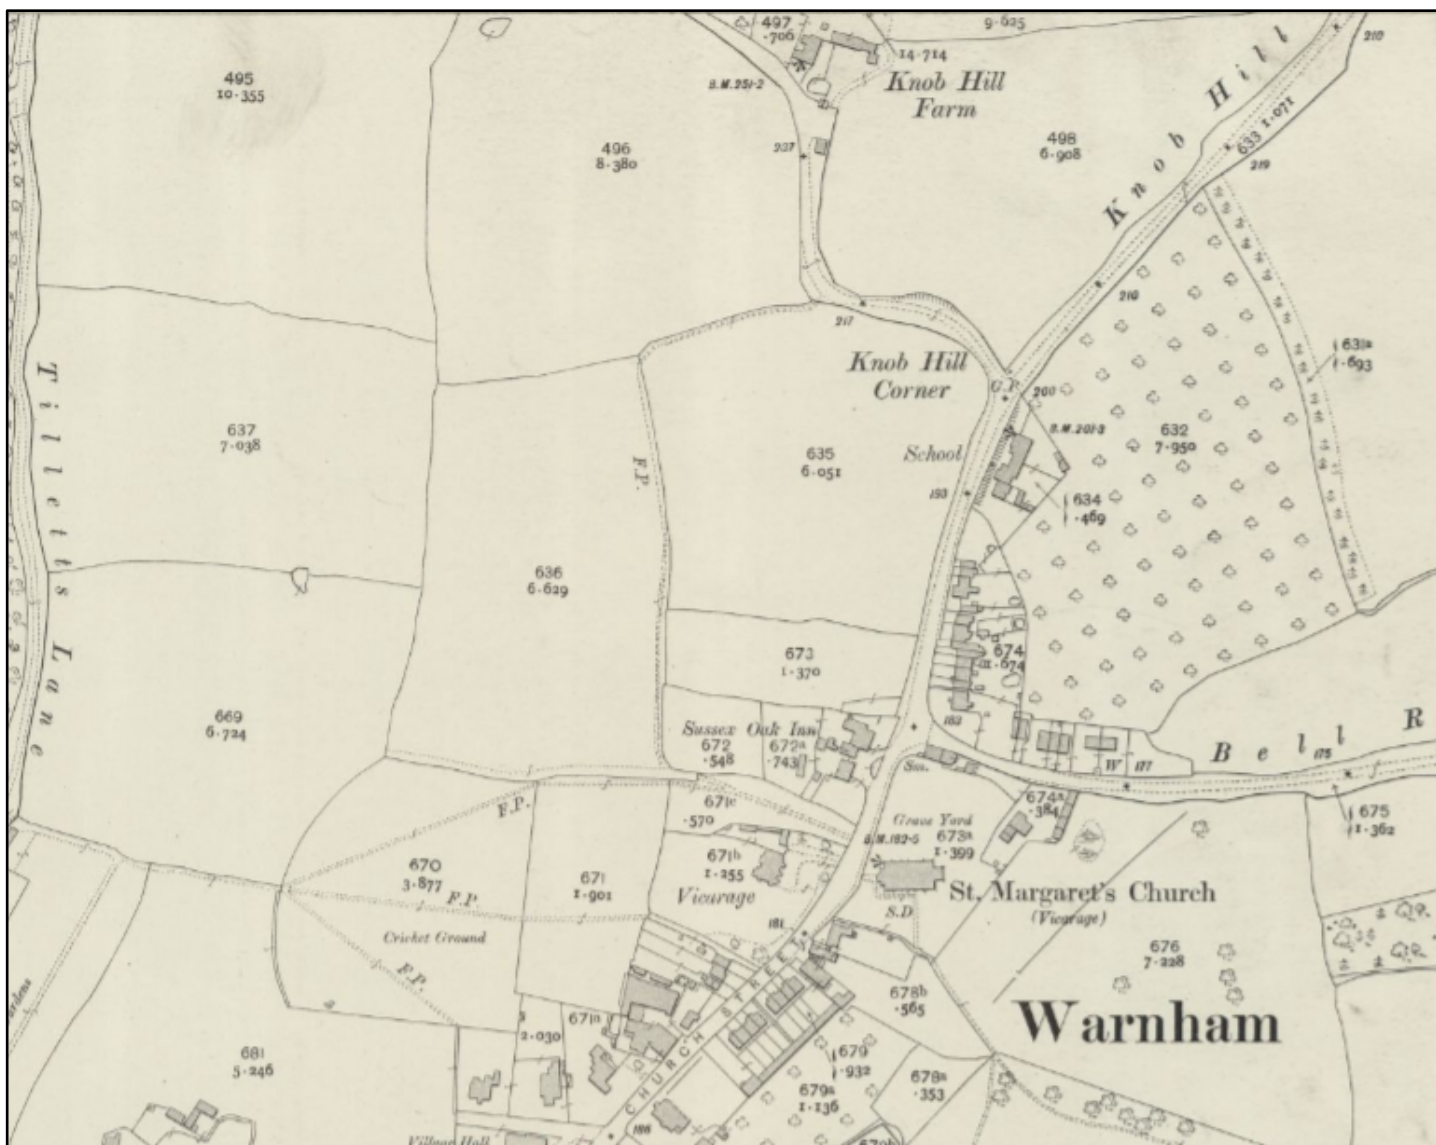 497
.706
9.625
14.714
210
495
10.355
B.M.251.2
Knob Hill
Farm
Knob Hill
633 1.071
219
237
496
8.380
498
6.908
210
217
Knob Hill
Corner
G.P.
200
631a
.693
Tilletts Lane
637
7.038
F.P.
635
6.051
School
193
B.M.201.3
632
7.950
634
.469
636
6.629
673
1.370
674
1.674
669
6.724
Sussex Oak Inn
672
.548
672a
.743
182
Sm.
W
177
Bell R
175
675
1.362
F.P.
671c
.570
Grave Yard
674a
.384
B.M.182.5
673a
1.399
670
3.877
671
1.901
671b
1.255
Vicarage
F.P.
Cricket Ground
F.P.
St. Margaret's Church
(Vicarage)
S.D
181
676
7.228
678b
.565
Warnham
ardens
2.030
671a
CHURCH STREET
681
5.246
679
.932
679a
1.136
678a
.353
186
Village Hall
679b